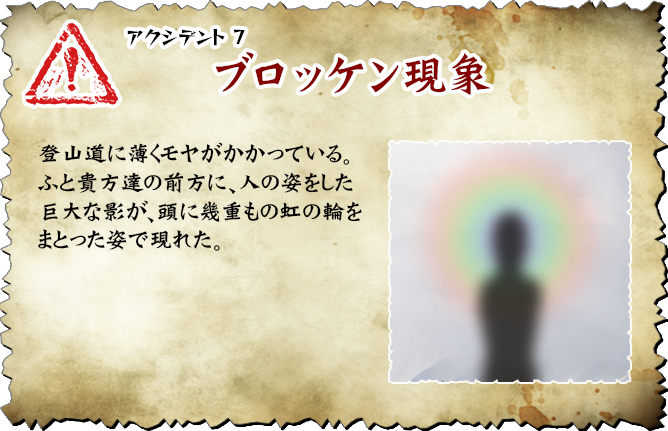 アクシデント 7
ブロッケン現象
登山道に薄くモヤがかかっている。
ふと貴方達の前方に、人の姿をした
巨大な影が、頭に幾重もの虹の輪を
まとった姿で現れた。